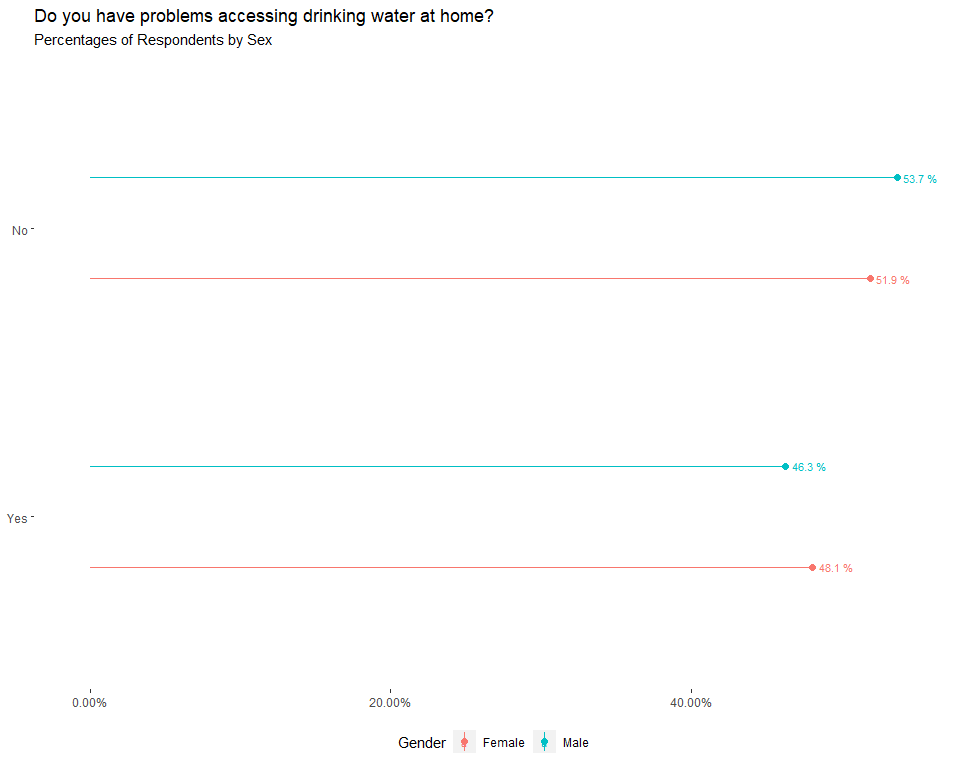 Do you have problems accessing drinking water at home?
Percentages of Respondents by Sex
53.7 %
No
51.9 %
46.3 %
Yes
48.1 %
0.00% 20.00% 40.00%
Gender Female Male